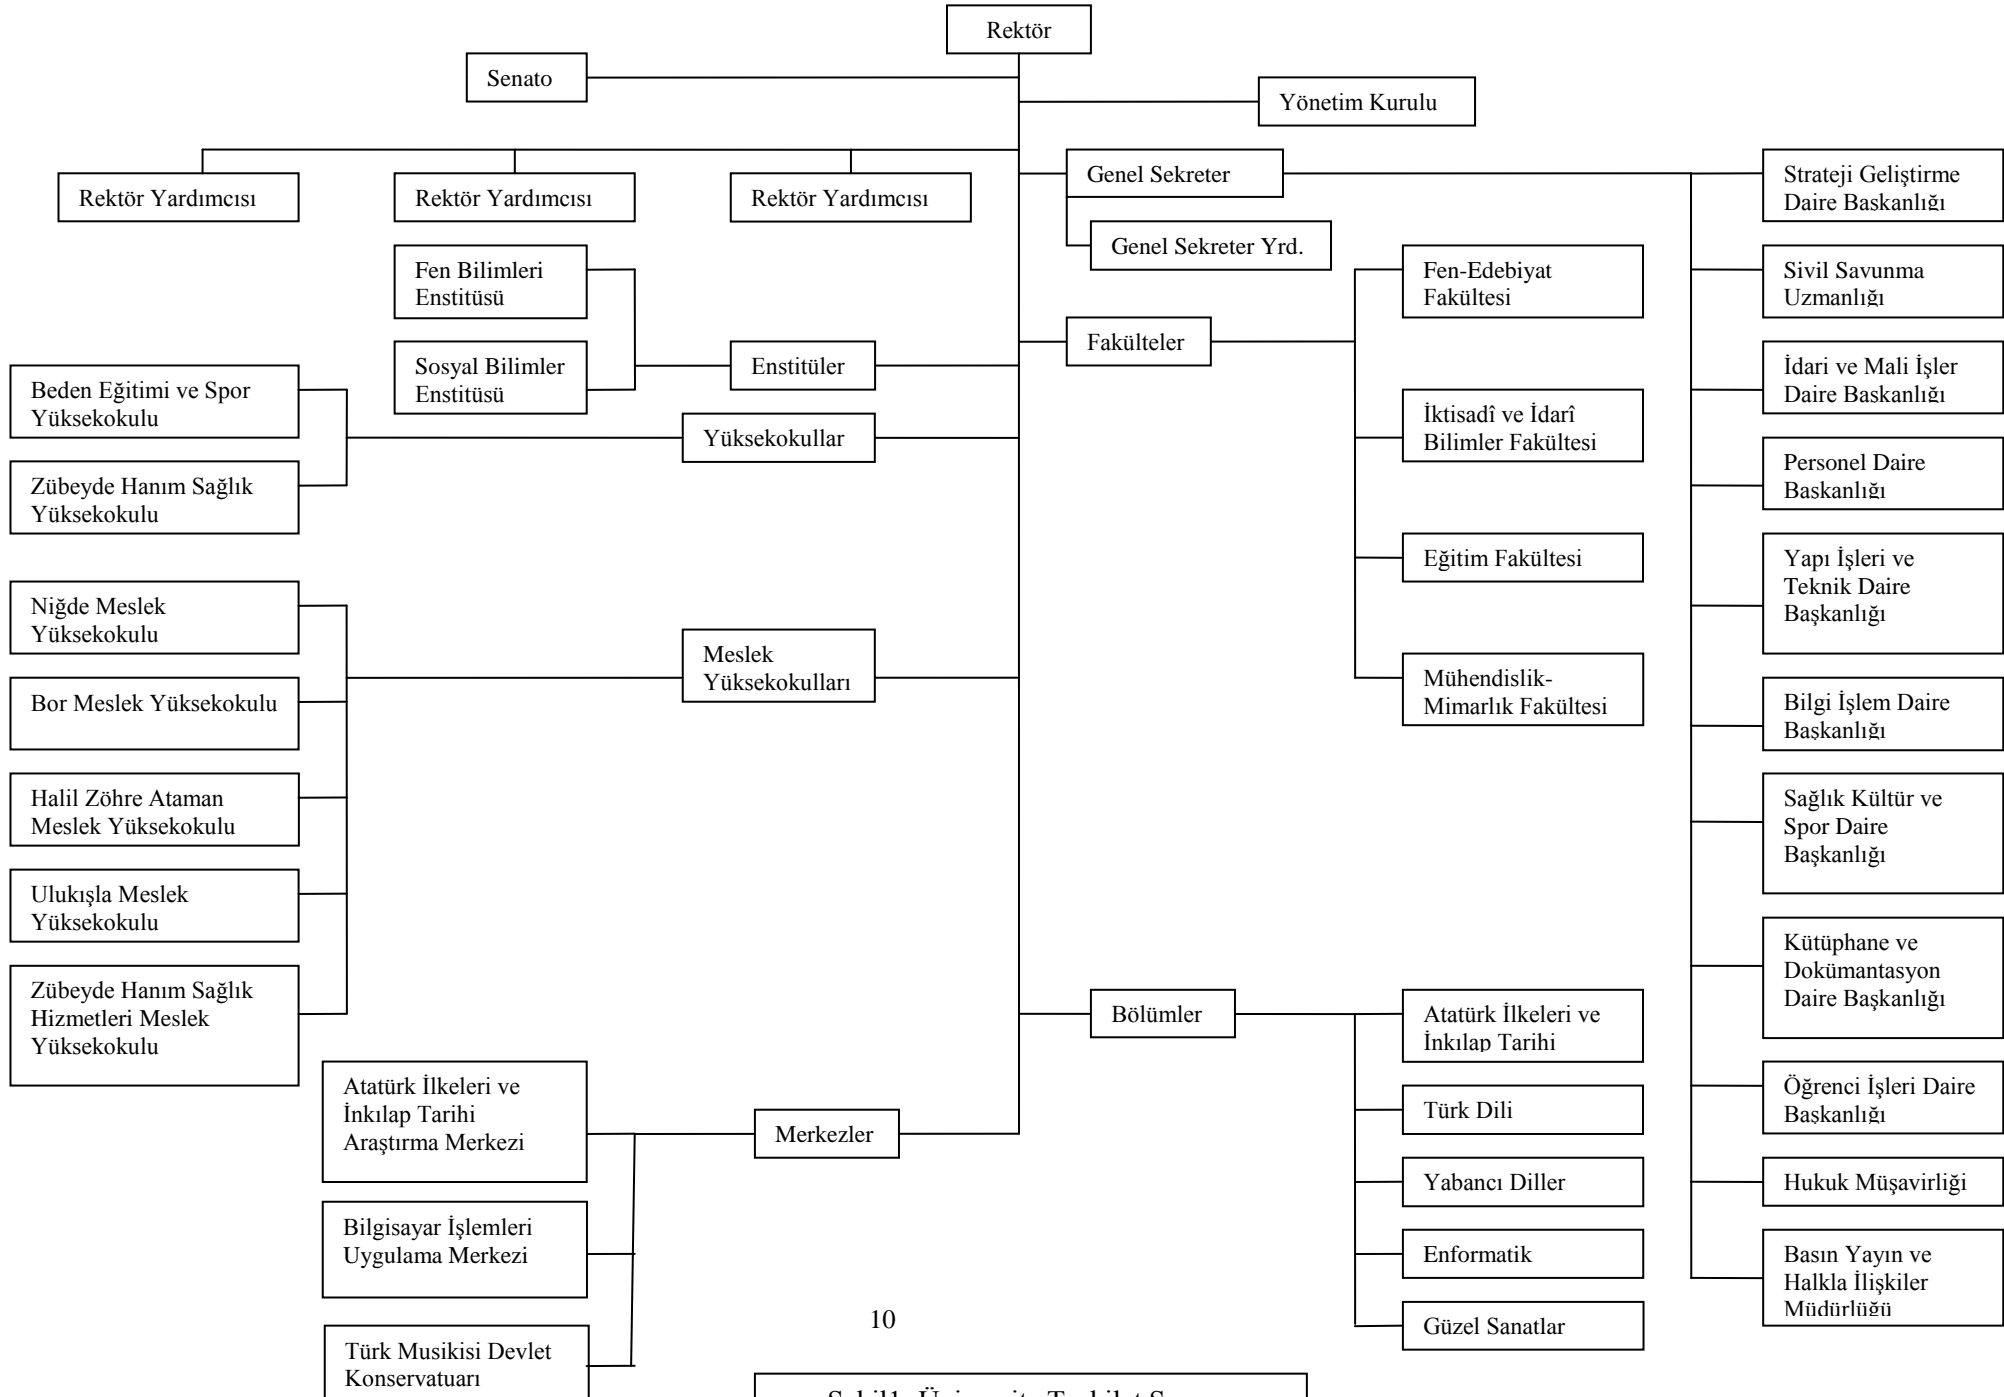 Rektör
Senato
Yönetim Kurulu
Rektör Yardımcısı
Rektör Yardımcısı
Rektör Yardımcısı
Genel Sekreter
Genel Sekreter Yrd.
Strateji Geliştirme
Daire Başkanlığı
Sivil Savunma
Uzmanlığı
İdari ve Mali İşler
Daire Başkanlığı
Personel Daire
Başkanlığı
Yapı İşleri ve
Teknik Daire
Başkanlığı
Bilgi İşlem Daire
Başkanlığı
Sağlık Kültür ve
Spor Daire
Başkanlığı
Kütüphane ve
Dokümantasyon
Daire Başkanlığı
Öğrenci İşleri Daire
Başkanlığı
Hukuk Müşavirliği
Basın Yayın ve
Halkla İlişkiler
Müdürlüğü
Fen Bilimleri
Enstitüsü
Sosyal Bilimler
Enstitüsü
Enstitüler
Fakülteler
Fen-Edebiyat
Fakültesi
İktisadî ve İdarî
Bilimler Fakültesi
Eğitim Fakültesi
Mühendislik-
Mimarlık Fakültesi
Beden Eğitimi ve Spor
Yüksekokulu
Zübeyde Hanım Sağlık
Yüksekokulu
Yüksekokullar
Niğde Meslek
Yüksekokulu
Bor Meslek Yüksekokulu
Halil Zöhre Ataman
Meslek Yüksekokulu
Ulukışla Meslek
Yüksekokulu
Zübeyde Hanım Sağlık
Hizmetleri Meslek
Yüksekokulu
Meslek
Yüksekokulları
Bölümler
Atatürk İlkeleri ve
İnkılap Tarihi
Türk Dili
Yabancı Diller
Enformatik
Güzel Sanatlar
Merkezler
Atatürk İlkeleri ve
İnkılap Tarihi
Araştırma Merkezi
Bilgisayar İşlemleri
Uygulama Merkezi
Türk Musikisi Devlet
Konservatuarı
10
Şekil1. Üniversite Teşkilat